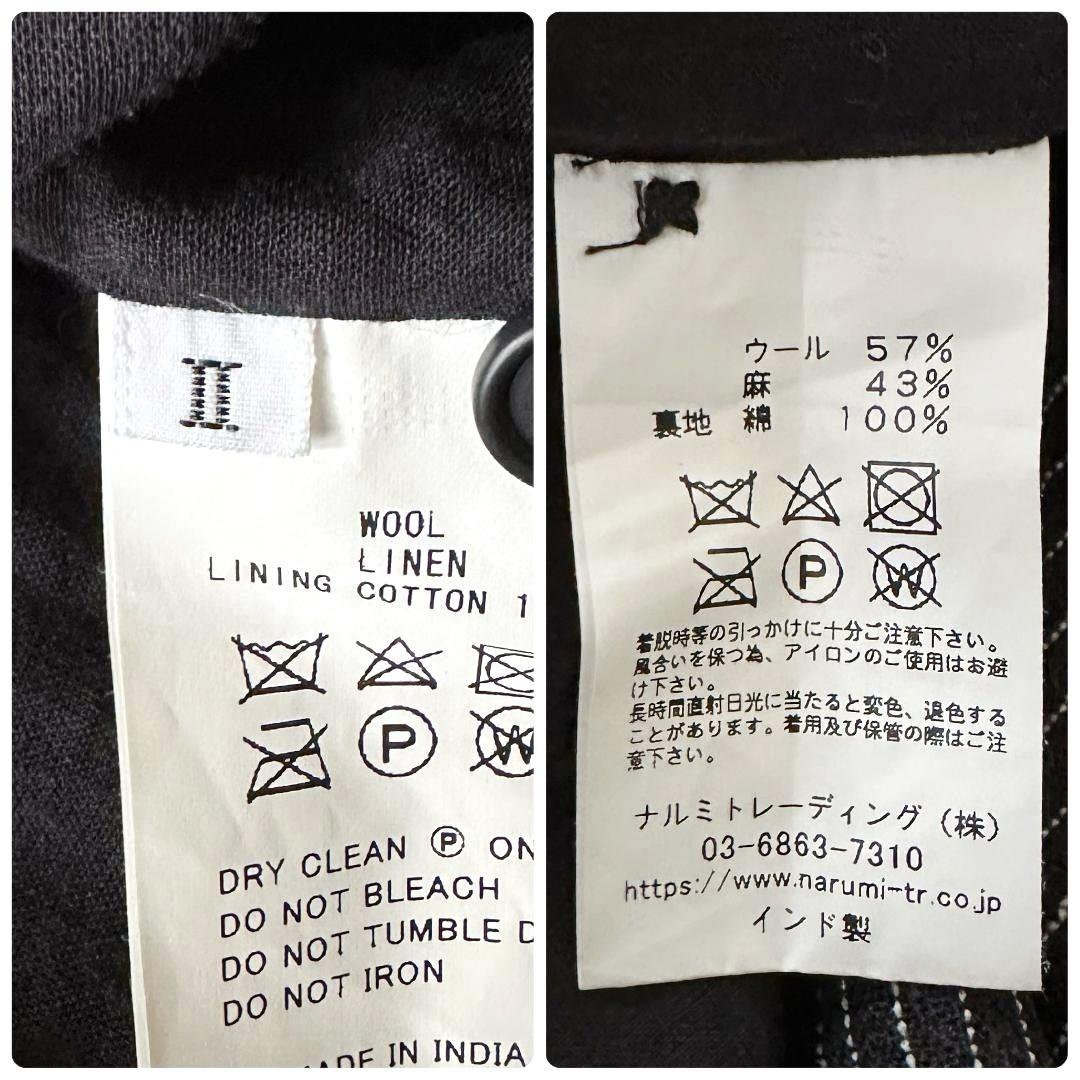 II
WOOL
LINEN
LINING COTTON 1
P W
DRY CLEAN Ⓟ ON
DO NOT BLEACH
DO NOT TUMBLE D
DO NOT IRON
MADE IN INDIA
ウール 57%
麻 43%
裏地 綿 100%
P W
着脱時等の引っかけに十分ご注意下さい。
風合いを保つ為、アイロンのご使用はお避
け下さい。
長時間直射日光に当たると変色、退色する
ことがあります。着用及び保管の際はご注
意下さい。
ナルミトレーディング(株)
03-6863-7310
https://www.narumi-tr.co.jp
インド製